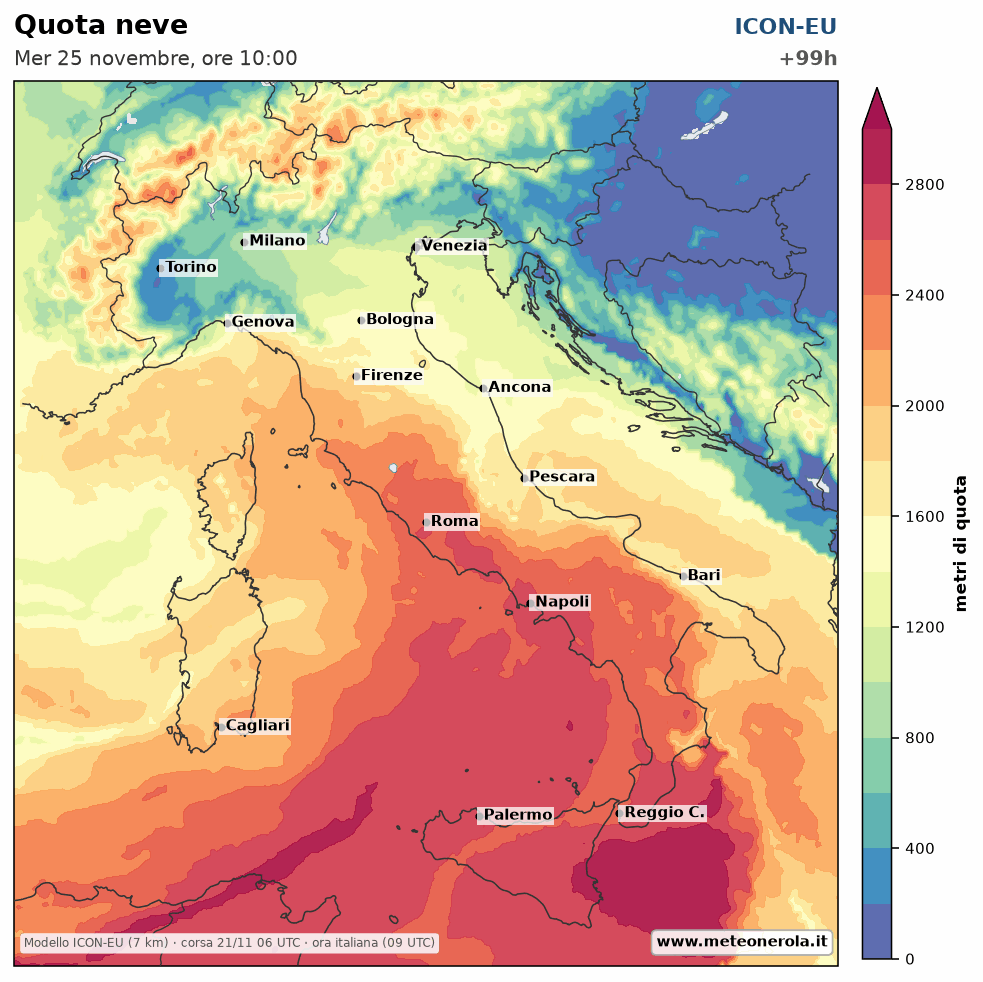 Quota neve
ICON-EU
Mer 25 novembre, ore 10:00
+99h
Milano
Venezia
Torino
Genova
Bologna
Firenze
Ancona
Pescara
Roma
Bari
Napoli
Cagliari
Palermo
Reggio C.
2800
2400
2000
1600
1200
800
400
0
metri di quota
Modello ICON-EU (7 km) · corsa 21/11 06 UTC · ora italiana (09 UTC)
www.meteonerola.it